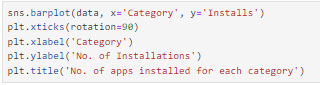 sns.barplot(data, x='Category', y='Installs')
plt.xticks(rotation=90)
plt.xlabel('Category')
plt.ylabel('No. of Installations')
plt.title('No. of apps installed for each category')